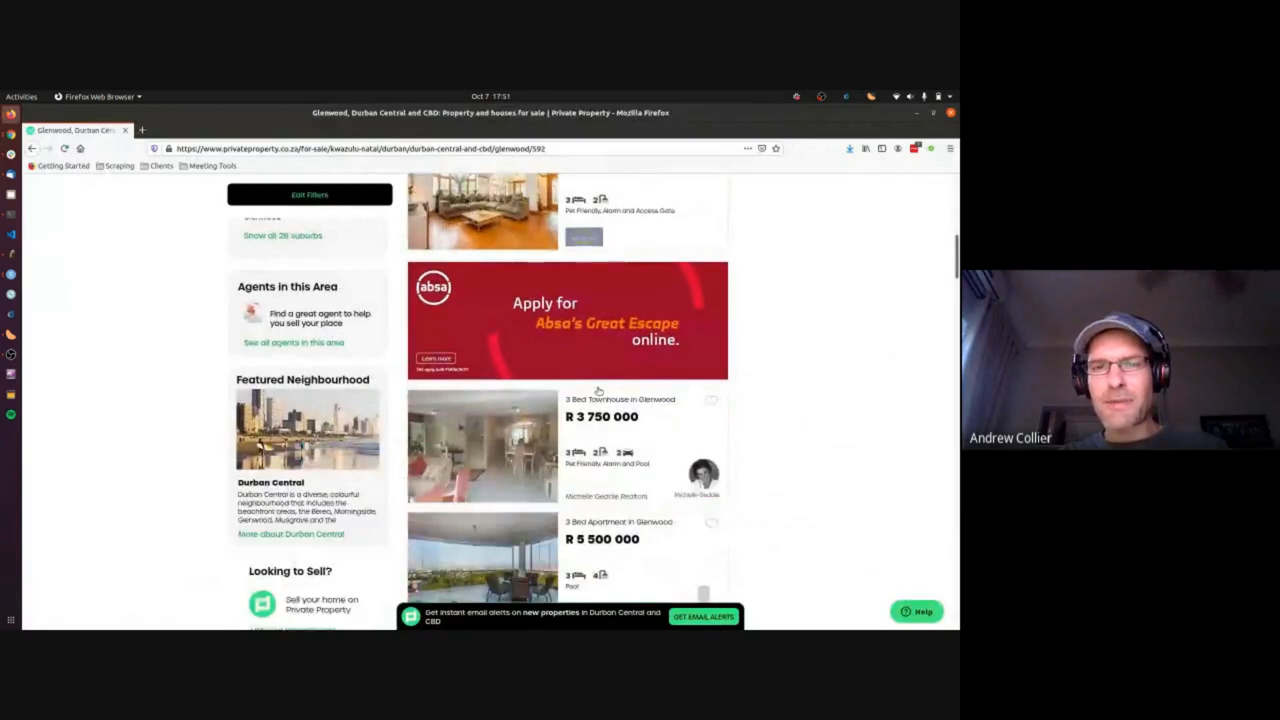 Activities
Firefox Web Browser
Oct 7 17:51
Glenwood, Durban Central and CBD: Property and houses for sale | Private Property - Mozilla Firefox
Glenwood, Durban Cen
https://www.privateproperty.co.za/for-sale/kwazulu-natal/durban/durban-central-and-cbd/glenwood/592
Getting Started
Scraping
Clients
Meeting Tools
Edit Filters
Show all 28 suburbs
Agents in this Area
Find a great agent to help
you sell your place
See all agents in this area
Featured Neighbourhood
Durban Central
Durban Central is a diverse, colourful
neighbourhood that includes the
beachfront areas, the Berea, Morningside,
Glenwood, Musgrave and the
More about Durban Central
Looking to Sell?
Sell your home on
Private Property
3 2
Pet Friendly, Alarm and Access Gate
absa
Apply for
Absa's Great Escape
online.
Learn more
3 Bed Townhouse in Glenwood
R 3 750 000
3 2 2
Pet Friendly, Alarm and Pool
3 Bed Apartment in Glenwood
R 5 500 000
3 4
Pool
Get instant email alerts on new properties in Durban Central and
CBD
GET EMAIL ALERTS
Help
Andrew Collier